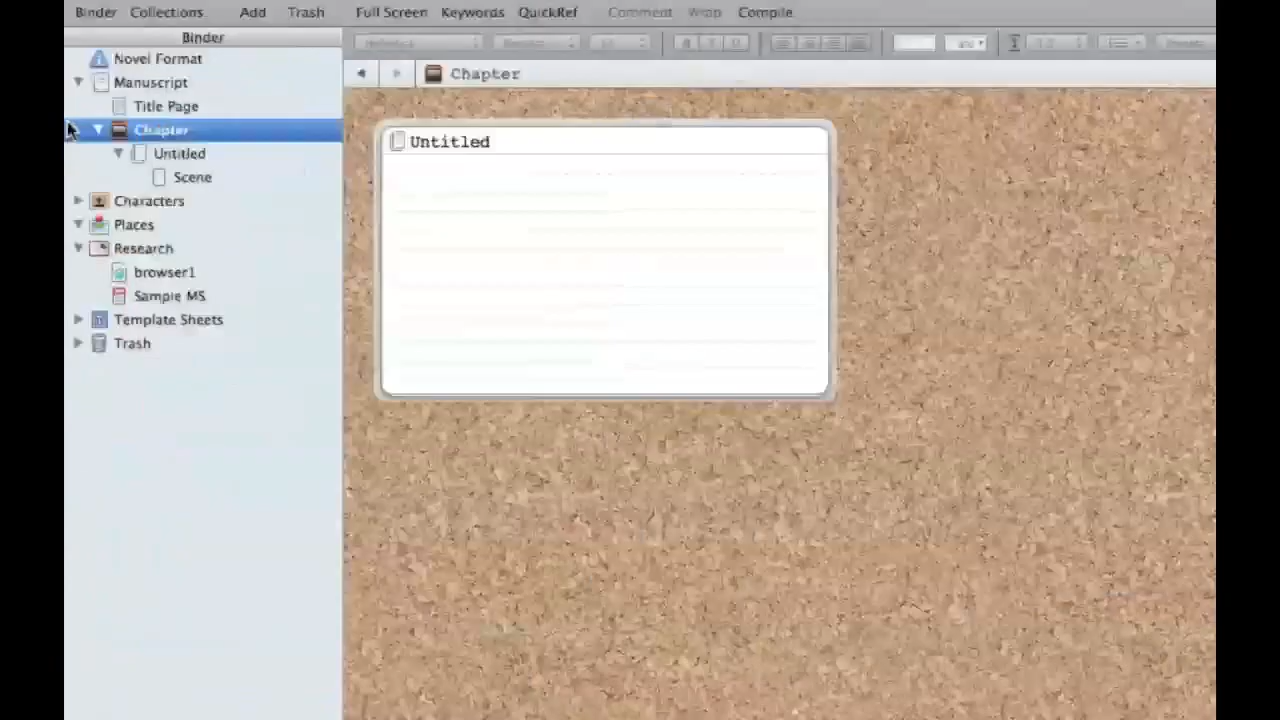 Binder Collections Add Trash Full Screen Keywords QuickRef Comment Wrap Compile
Binder
Novel Format
Manuscript
Title Page
Chapter
Untitled
Scene
Characters
Places
Research
browser1
Sample MS
Template Sheets
Trash
Chapter
Untitled